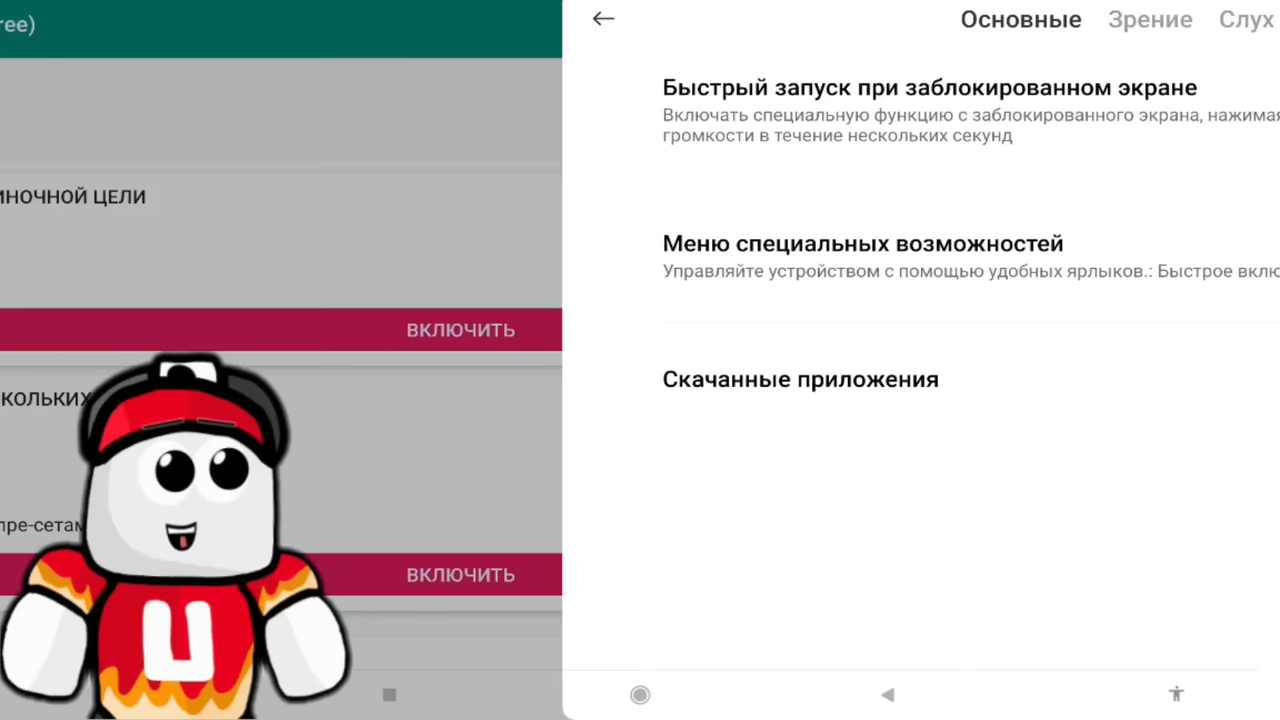 ree)
ИНОЧНОЙ ЦЕЛИ
ВКЛЮЧИТЬ
КОЛЬКИХ
пре-сетам
ВКЛЮЧИТЬ
U
Основные Зрение Слух
Быстрый запуск при заблокированном экране
Включать специальную функцию с заблокированного экрана, нажимая
громкости в течение нескольких секунд
Меню специальных возможностей
Управляйте устройством с помощью удобных ярлыков.: Быстрое вклю
Скачанные приложения